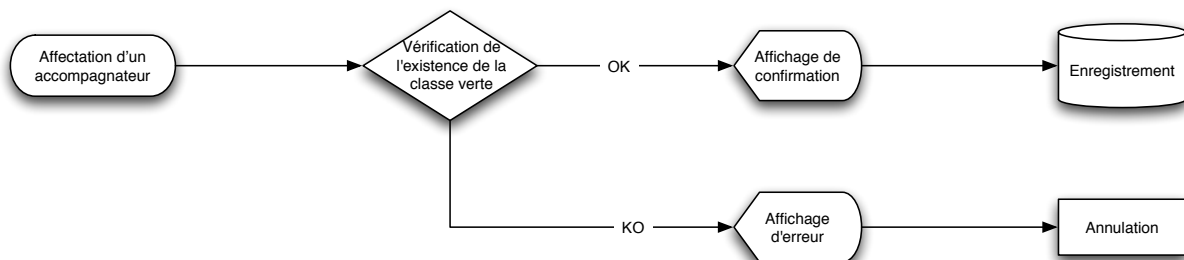 Affectation d'un
accompagnateur
Vérification de
l'existence de la
classe verte
OK
Affichage de
confirmation
Enregistrement
KO
Affichage
d'erreur
Annulation